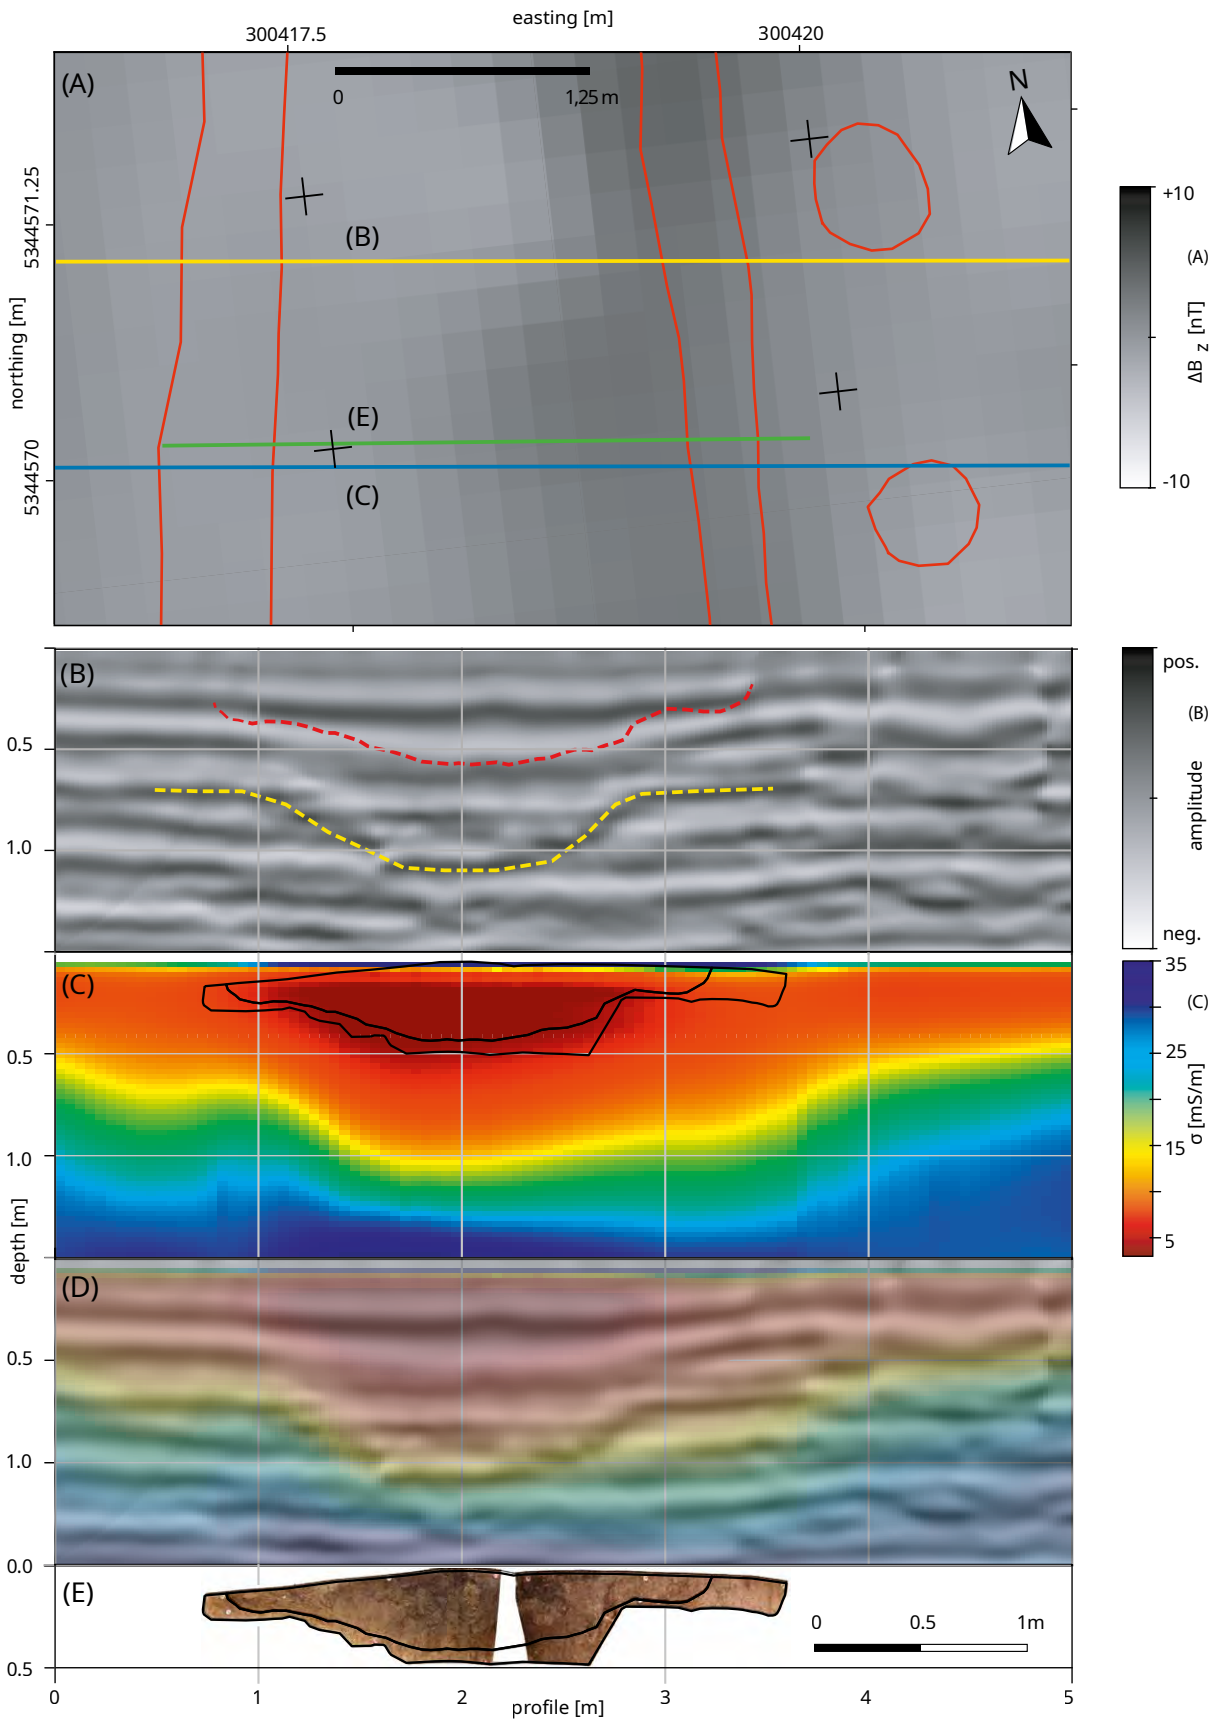 easting [m]
300417.5
300420
(A)
0
1,25 m
N
5344571.25
northing [m]
5344570
(B)
(E)
(C)
+10
(A)
ΔB z [nT]
-10
(B)
0.5
1.0
pos.
(B)
amplitude
neg.
(C)
0.5
1.0
depth [m]
35
(C)
25
σ [mS/m]
15
5
(D)
0.5
1.0
0.0
(E)
0
0.5
1m
0.5
0
1
2
3
4
5
profile [m]